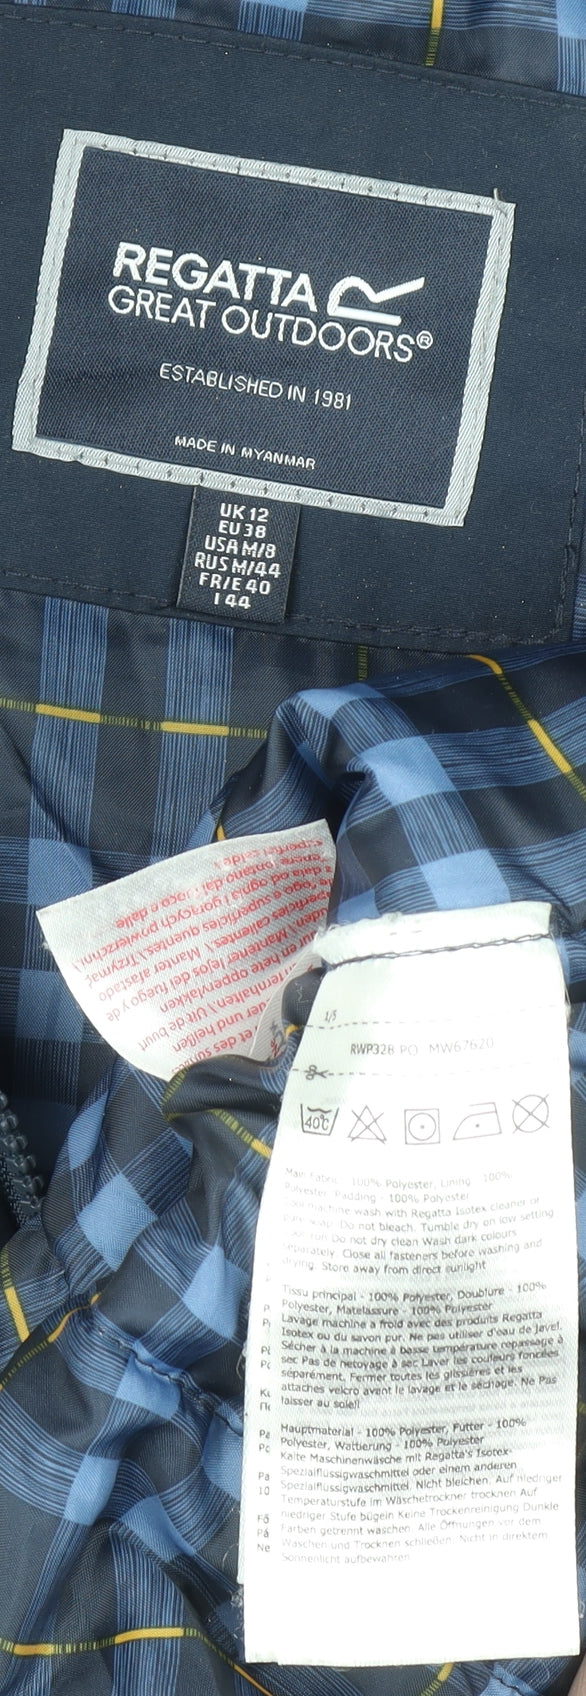 REGATTA
GREAT OUTDOORS®
ESTABLISHED IN 1981
MADE IN MYANMAR
UK 12
EU 38
USA M/8
RUS M/44
FR/E 40
I 44
1/5
RWP328 PO MW67620
40°C
Main Fabric - 100% Polyester, Lining - 100%
Polyester, Padding - 100% Polyester
Cool machine wash with Regatta Isotex cleaner or
pure soap. Do not bleach. Tumble dry on low setting
Cool iron Do not dry clean Wash dark colours
separately. Close all fasteners before washing and
drying. Store away from direct sunlight
Tissu principal - 100% Polyester, Doublure - 100%
Polyester, Matelassure - 100% Polyester
Lavage machine a froid avec des produits Regatta
Isotex ou du savon pur. Ne pas utiliser d'eau de javel.
Sécher à la machine à basse température repassage à
sec Pas de netoyage à sec Laver les couleurs foncées
séparément. Fermer toutes les glissières et les
attaches velcro avant le lavage et le séchage. Ne Pas
laisser au soleil
Hauptmaterial - 100% Polyester, Futter - 100%
Polyester, Wattierung - 100% Polyester
Kalte Maschinenwäsche mit Regatta's Isotex-
Spezialflüssigwaschmittel oder einem anderen
Spezialflüssigwaschmittel. Nicht bleichen. Auf niedriger
Temperaturstufe im Wäschetrockner trocknen Auf
niedriger Stufe bügeln Keine Trockenreinigung Dunkle
Farben getrennt waschen. Alle Öffnungen vor dem
Waschen und Trocknen schließen. Nicht in direktem
Sonnenlicht aufbewahren